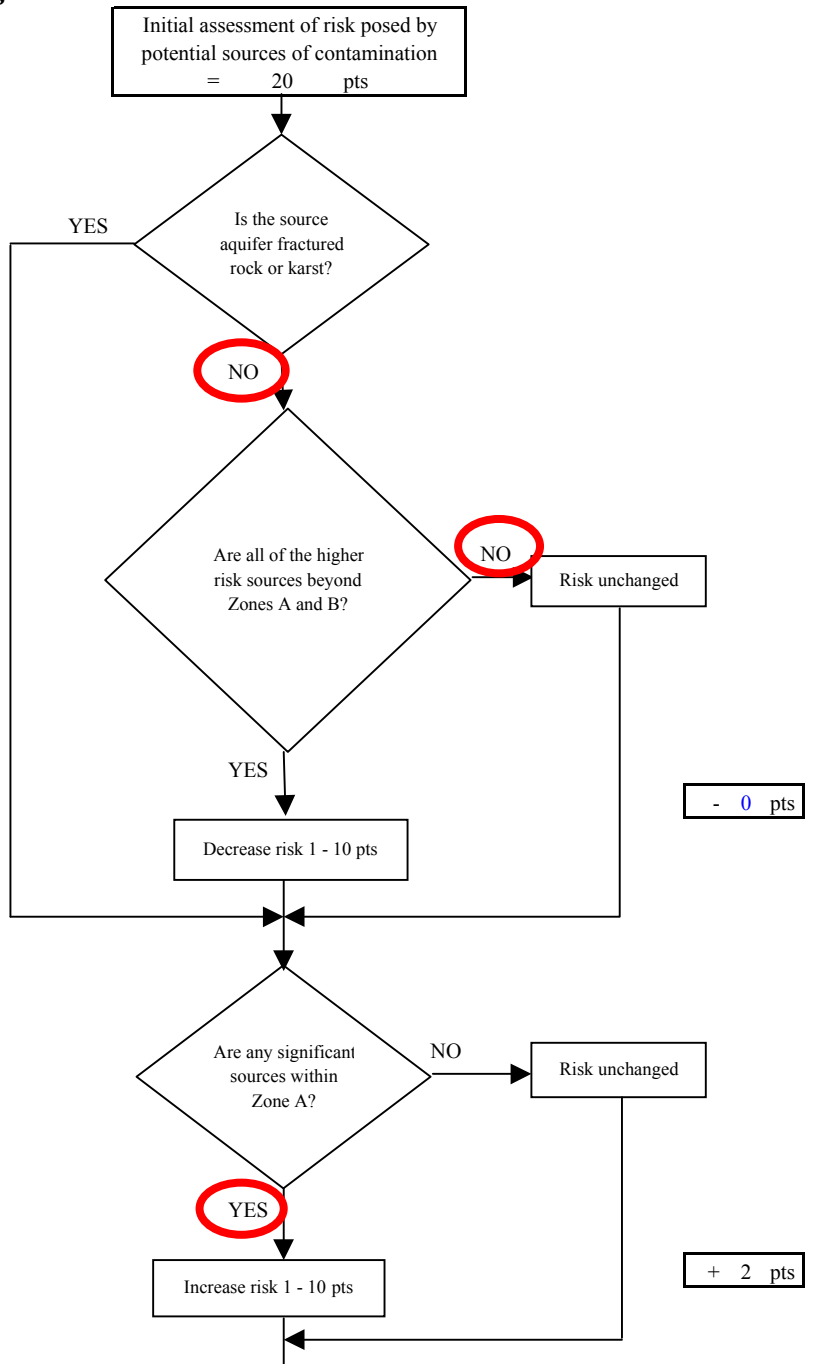 Initial assessment of risk posed by
potential sources of contamination
= 20 pts
YES
Is the source
aquifer fractured
rock or karst?
NO
Are all of the higher
risk sources beyond
Zones A and B?
NO
Risk unchanged
YES
- 0 pts
Decrease risk 1 - 10 pts
Are any significant
sources within
Zone A?
NO
Risk unchanged
YES
+ 2 pts
Increase risk 1 - 10 pts